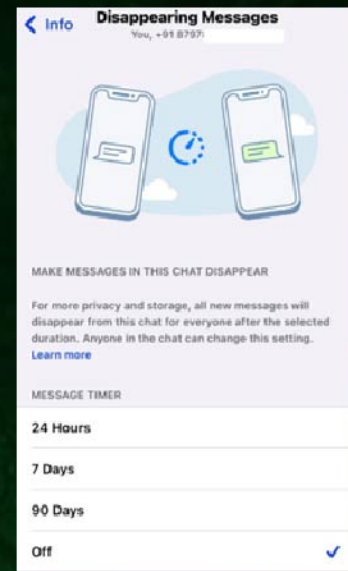 Info
Disappearing Messages
You, +91 8797
MAKE MESSAGES IN THIS CHAT DISAPPEAR
For more privacy and storage, all new messages will
disappear from this chat for everyone after the selected
duration. Anyone in the chat can change this setting.
Learn more
MESSAGE TIMER
24 Hours
7 Days
90 Days
Off